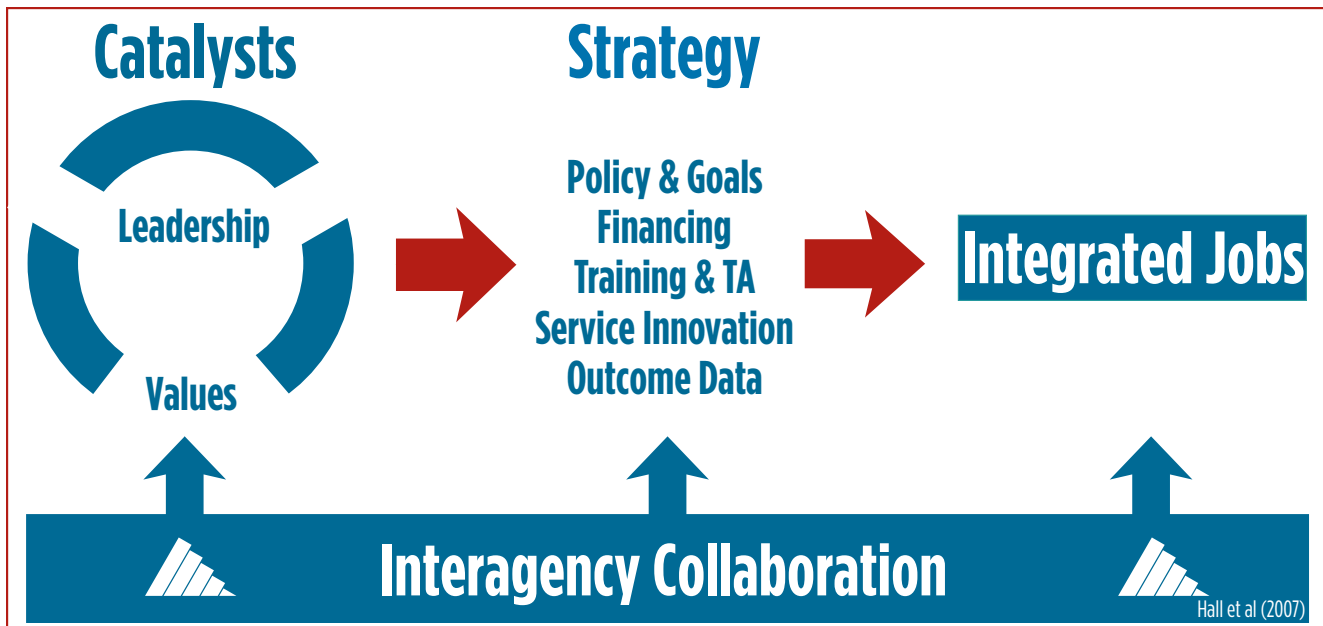 Catalysts
Leadership
Values
Strategy
Policy & Goals
Financing
Training & TA
Service Innovation
Outcome Data
Integrated Jobs
Interagency Collaboration
Hall et al (2007)